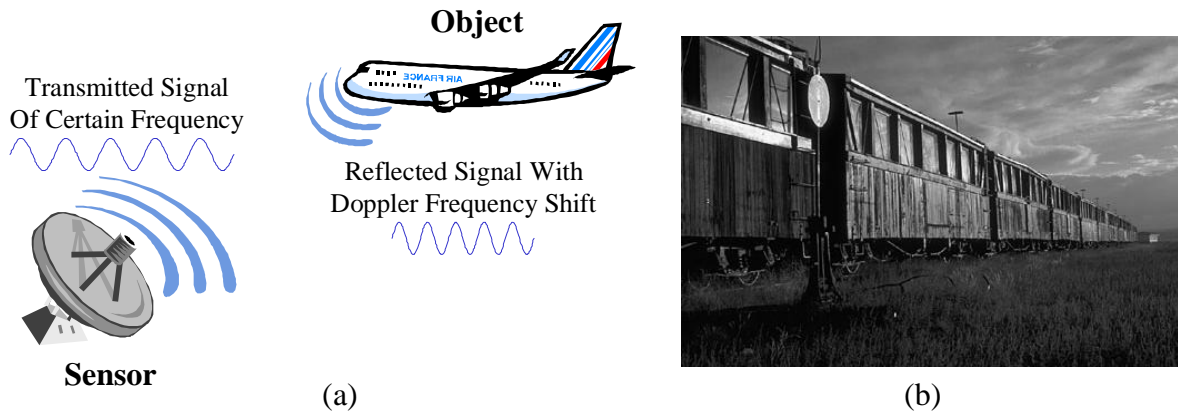 Object
AIR FRANCE
Transmitted Signal
Of Certain Frequency
Reflected Signal With
Doppler Frequency Shift
Sensor
(a)
(b)